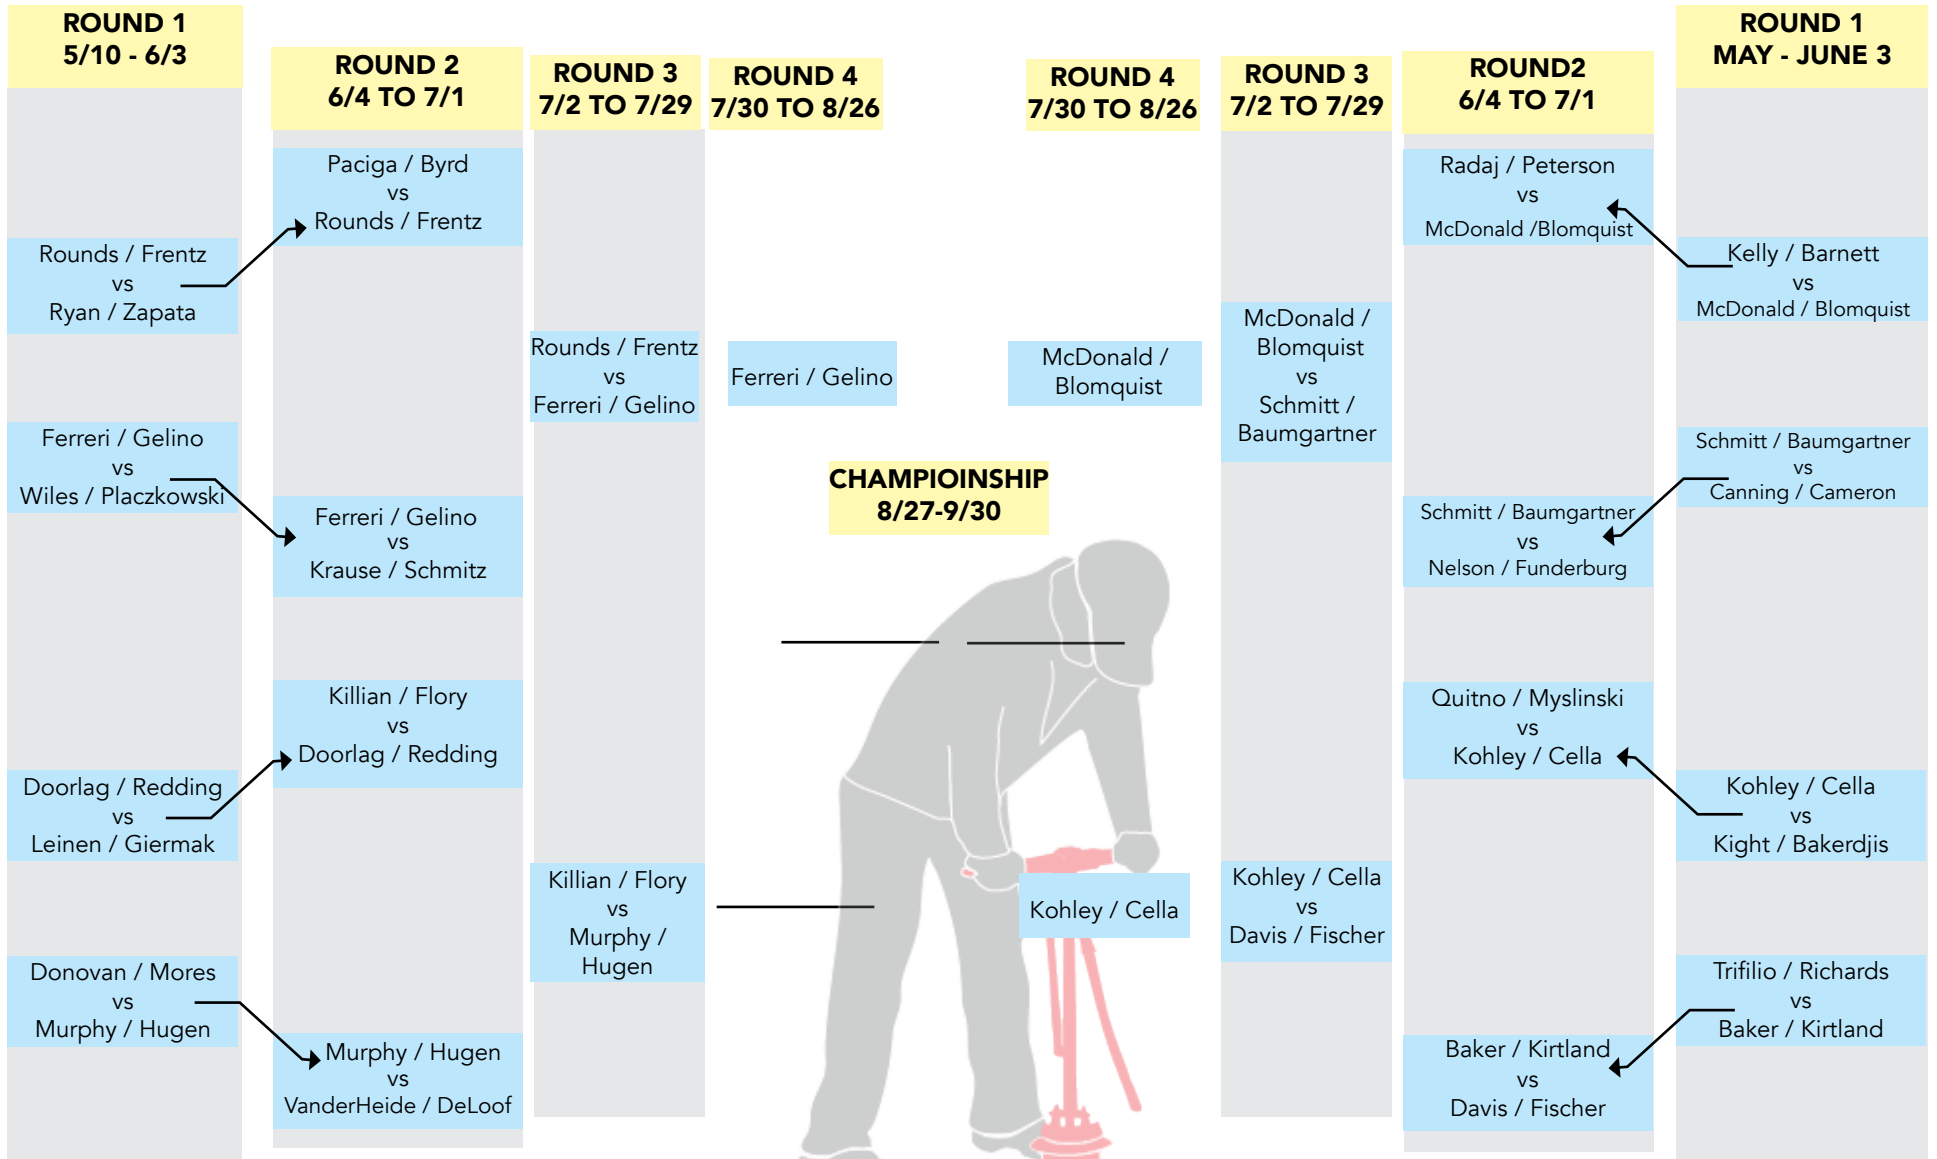 ROUND 1
5/10 - 6/3
Rounds / Frentz
vs
Ryan / Zapata
Ferreri / Gelino
vs
Wiles / Placzkowski
Doorlag / Redding
vs
Leinen / Giermak
Donovan / Mores
vs
Murphy / Hugen
ROUND 2
6/4 TO 7/1
Paciga / Byrd
vs
Rounds / Frentz
Ferreri / Gelino
vs
Krause / Schmitz
Killian / Flory
vs
Doorlag / Redding
Murphy / Hugen
vs
VanderHeide / DeLoof
ROUND 3
7/2 TO 7/29
Rounds / Frentz
vs
Ferreri / Gelino
Killian / Flory
vs
Murphy /
Hugen
ROUND 4
7/30 TO 8/26
Ferreri / Gelino
CHAMPIOINSHIP
8/27-9/30
ROUND 4
7/30 TO 8/26
McDonald /
Blomquist
Kohley / Cella
ROUND 3
7/2 TO 7/29
McDonald /
Blomquist
vs
Schmitt /
Baumgartner
Kohley / Cella
vs
Davis / Fischer
ROUND2
6/4 TO 7/1
Radaj / Peterson
vs
McDonald /Blomquist
Schmitt / Baumgartner
vs
Nelson / Funderburg
Quitno / Myslinski
vs
Kohley / Cella
Baker / Kirtland
vs
Davis / Fischer
ROUND 1
MAY - JUNE 3
Kelly / Barnett
vs
McDonald / Blomquist
Schmitt / Baumgartner
vs
Canning / Cameron
Kohley / Cella
vs
Kight / Bakerdjis
Trifilio / Richards
vs
Baker / Kirtland